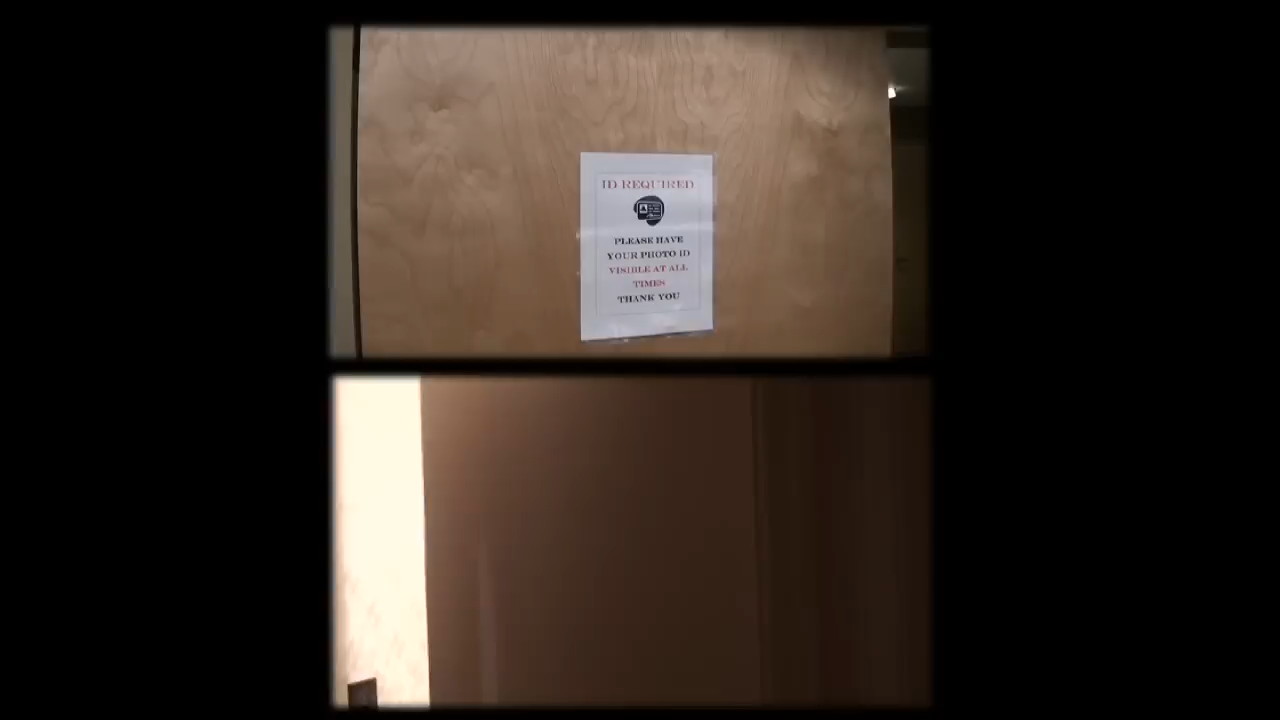 ID REQUIRED
PLEASE HAVE
YOUR PHOTO ID
VISIBLE AT ALL
TIMES
THANK YOU